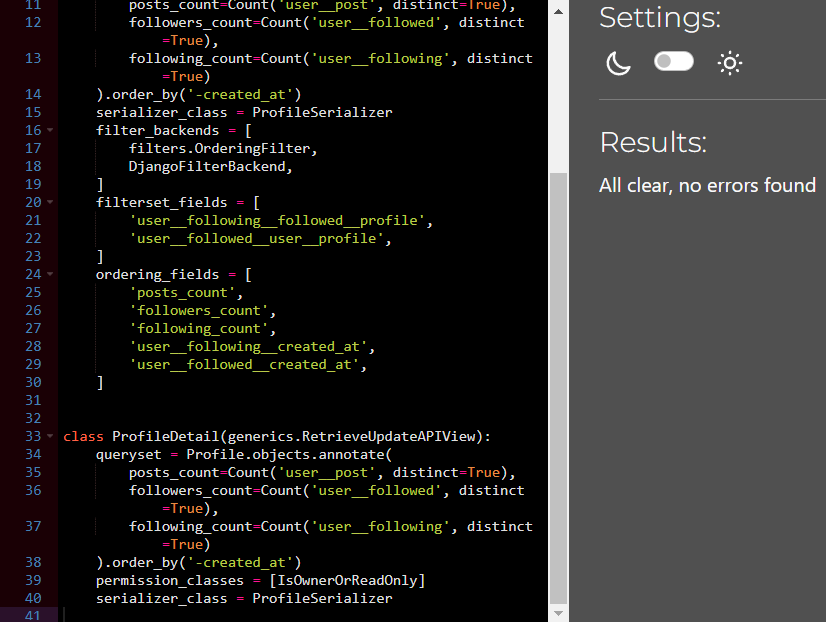 11 posts_count=Count('user__post', distinct=True),
12 followers_count=Count('user__followed', distinct
=True),
13 following_count=Count('user__following', distinct
=True)
14 ).order_by('-created_at')
15 serializer_class = ProfileSerializer
16 filter_backends = [
17 filters.OrderingFilter,
18 DjangoFilterBackend,
19 ]
20 filterset_fields = [
21 'user__following__followed__profile',
22 'user__followed__user__profile',
23 ]
24 ordering_fields = [
25 'posts_count',
26 'followers_count',
27 'following_count',
28 'user__following__created_at',
29 'user__followed__created_at',
30 ]
31
32
33 class ProfileDetail(generics.RetrieveUpdateAPIView):
34 queryset = Profile.objects.annotate(
35 posts_count=Count('user__post', distinct=True),
36 followers_count=Count('user__followed', distinct
=True),
37 following_count=Count('user__following', distinct
=True)
38 ).order_by('-created_at')
39 permission_classes = [IsOwnerOrReadOnly]
40 serializer_class = ProfileSerializer
41
Settings:
Results:
All clear, no errors found